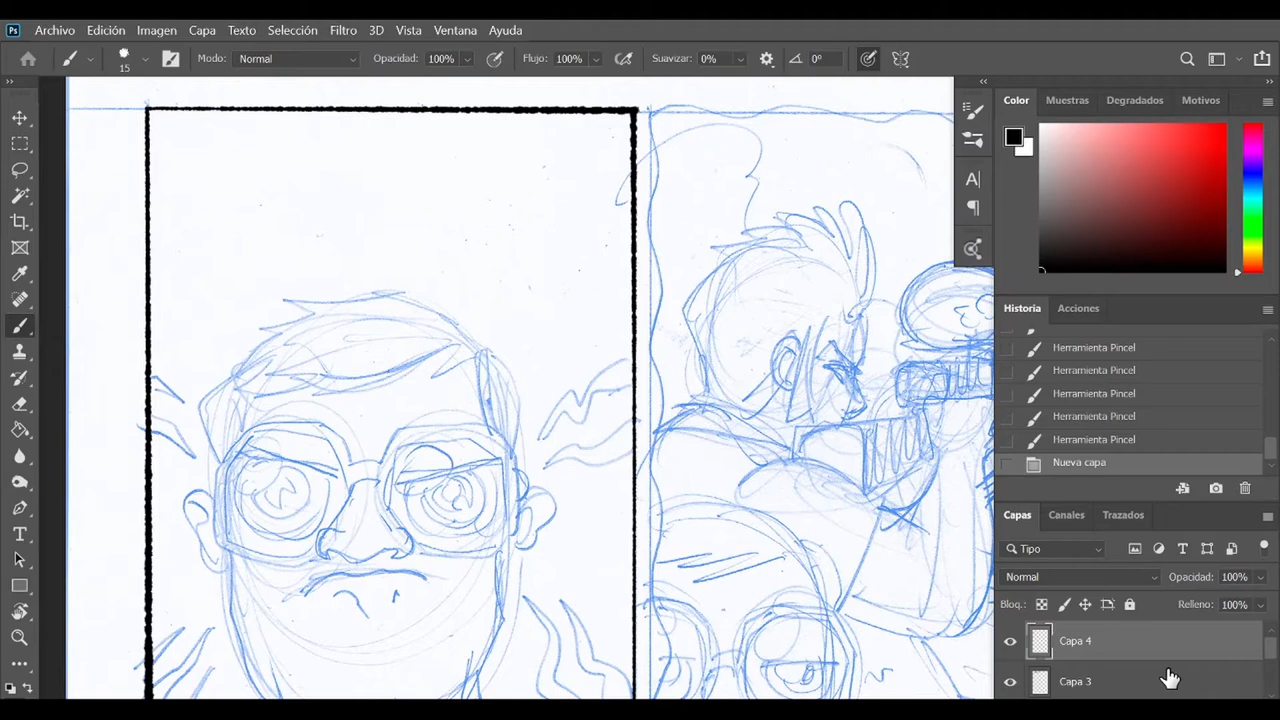 Ps Archivo Edición Imagen Capa Texto Selección Filtro 3D Vista Ventana Ayuda
15 Modo: Normal Opacidad: 100% Flujo: 100% Suavizar: 0% 0°
Color Muestras Degradados Motivos
Historia Acciones
Herramienta Pincel
Herramienta Pincel
Herramienta Pincel
Herramienta Pincel
Herramienta Pincel
Nueva capa
Capas Canales Trazados
Tipo
Normal Opacidad: 100%
Bloq.: Relleno: 100%
Capa 4
Capa 3